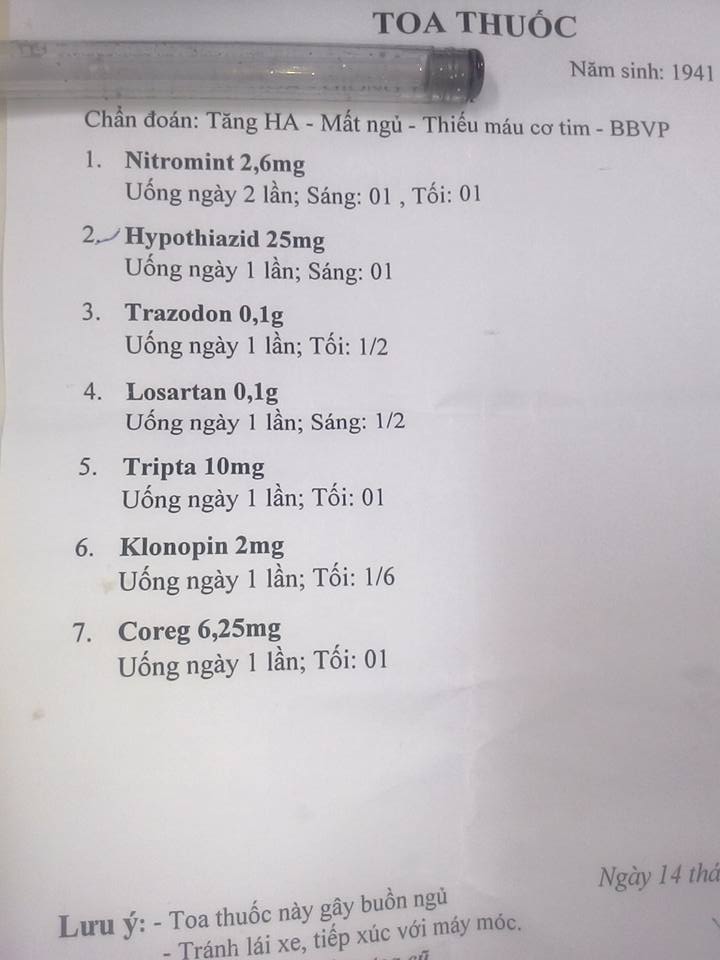 TOA THUỐC
Năm sinh: 1941
Chẩn đoán: Tăng HA - Mất ngủ - Thiếu máu cơ tim - BBVP
1. Nitromint 2,6mg
Uống ngày 2 lần; Sáng: 01 , Tối: 01
2. Hypothiazid 25mg
Uống ngày 1 lần; Sáng: 01
3. Trazodon 0,1g
Uống ngày 1 lần; Tối: 1/2
4. Losartan 0,1g
Uống ngày 1 lần; Sáng: 1/2
5. Tripta 10mg
Uống ngày 1 lần; Tối: 01
6. Klonopin 2mg
Uống ngày 1 lần; Tối: 1/6
7. Coreg 6,25mg
Uống ngày 1 lần; Tối: 01
Ngày 14 thá
Lưu ý: - Toa thuốc này gây buồn ngủ
- Tránh lái xe, tiếp xúc với máy móc.
cũ